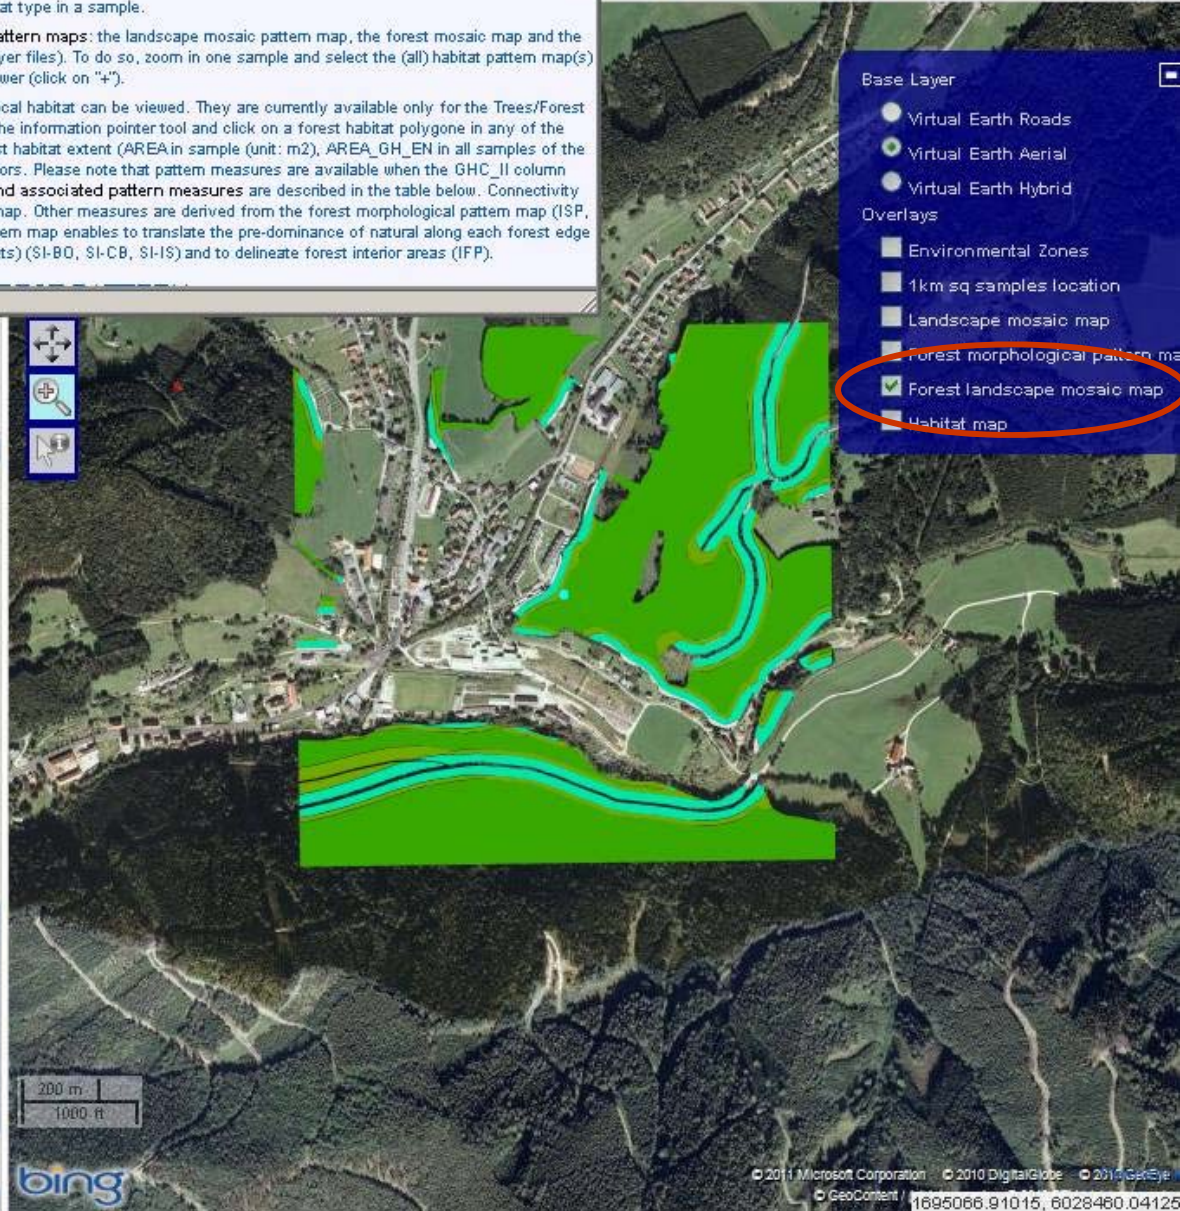 at type in a sample.
attern maps: the landscape mosaic pattern map, the forest mosaic map and the
yer files). To do so, zoom in one sample and select the (all) habitat pattern map(s)
wer (click on "+").
cal habitat can be viewed. They are currently available only for the Trees/Forest
he information pointer tool and click on a forest habitat polygone in any of the
st habitat extent (AREA in sample (unit: m2), AREA_GH_EN in all samples of the
ors. Please note that pattern measures are available when the GHC_II column
nd associated pattern measures are described in the table below. Connectivity
map. Other measures are derived from the forest morphological pattern map (ISP,
ern map enables to translate the pre-dominance of natural along each forest edge
ts) (SI-BO, SI-CB, SI-IS) and to delineate forest interior areas (IFP).
Base Layer
Virtual Earth Roads
Virtual Earth Aerial
Virtual Earth Hybrid
Overlays
Environmental Zones
1km sq samples location
Landscape mosaic map
Forest morphological pattern ma
Forest landscape mosaic map
Habitat map
200 m
1000 ft
bing
© 2011 Microsoft Corporation © 2010 DigitalGlobe © 2010 GeoEye
© GeoContent /
1695066.91015, 6028460.04125